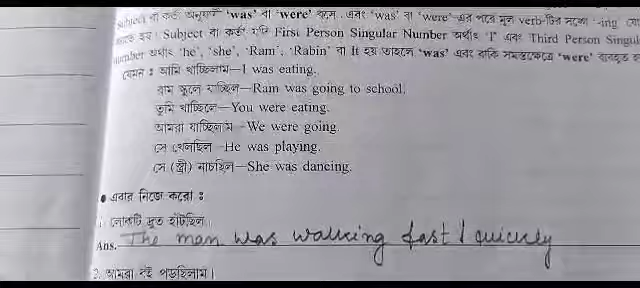 Subject বা কর্তা অনুযায়ী 'was' বা 'were' বসে এবং 'was' বা 'were'-এর পরে মূল verb-টির সঙ্গে -ing
হয়। Subject বা কর্তা যদি First Person Singular Number অর্থাৎ 'I' এবং Third Person
অর্থাৎ 'he', 'she', 'Ram', 'Rabin' বা It হয় তাহলে 'was' এবং বাকি সমস্তক্ষেত্রে 'were' ব্যবহৃত
যেমন : আমি খাচ্ছিলাম—I was eating.
রাম স্কুলে যাচ্ছিল—Ram was going to school.
তুমি খাচ্ছিলে—You were eating.
আমরা যাচ্ছিলাম—We were going.
সে খেলছিল—He was playing.
সে (স্ত্রী) নাচছিল—She was dancing.
● এবার নিজে করো :
1. লোকটি দ্রুত হাঁটছিল।
Ans. The man was walking fast / quickly
2. আমরা বই পড়ছিলাম।